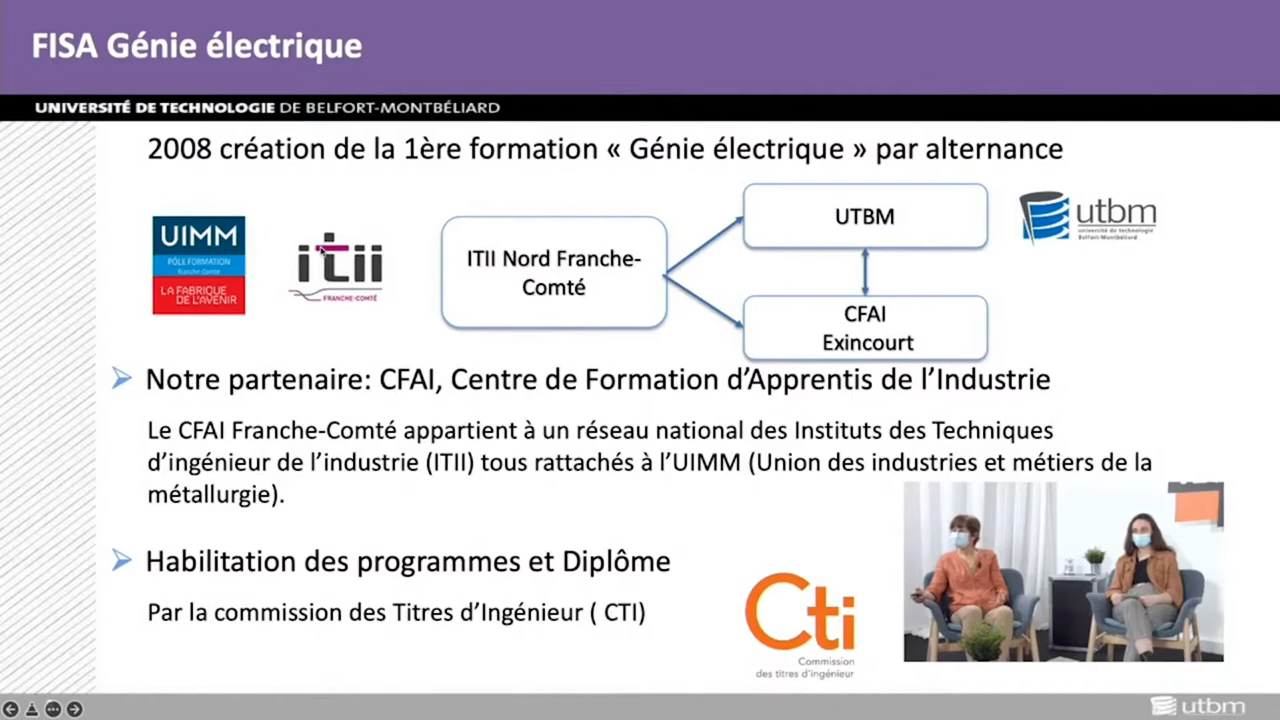 FISA Génie électrique
UNIVERSITÉ DE TECHNOLOGIE DE BELFORT-MONTBÉLIARD
2008 création de la 1ère formation « Génie électrique » par alternance
UIMM
PÔLE FORMATION
Franche-Comté
LA FABRIQUE
DE L'AVENIR
itii
FRANCHE-COMTÉ
ITII Nord Franche-
Comté
UTBM
CFAI
Exincourt
utbm
université de technologie
Belfort-Montbéliard
Notre partenaire: CFAI, Centre de Formation d’Apprentis de l’Industrie
Le CFAI Franche-Comté appartient à un réseau national des Instituts des Techniques
d’ingénieur de l’industrie (ITII) tous rattachés à l’UIMM (Union des industries et métiers de la
métallurgie).
Habilitation des programmes et Diplôme
Par la commission des Titres d’Ingénieur ( CTI)
Cti
Commission
des titres d'ingénieur
utbm